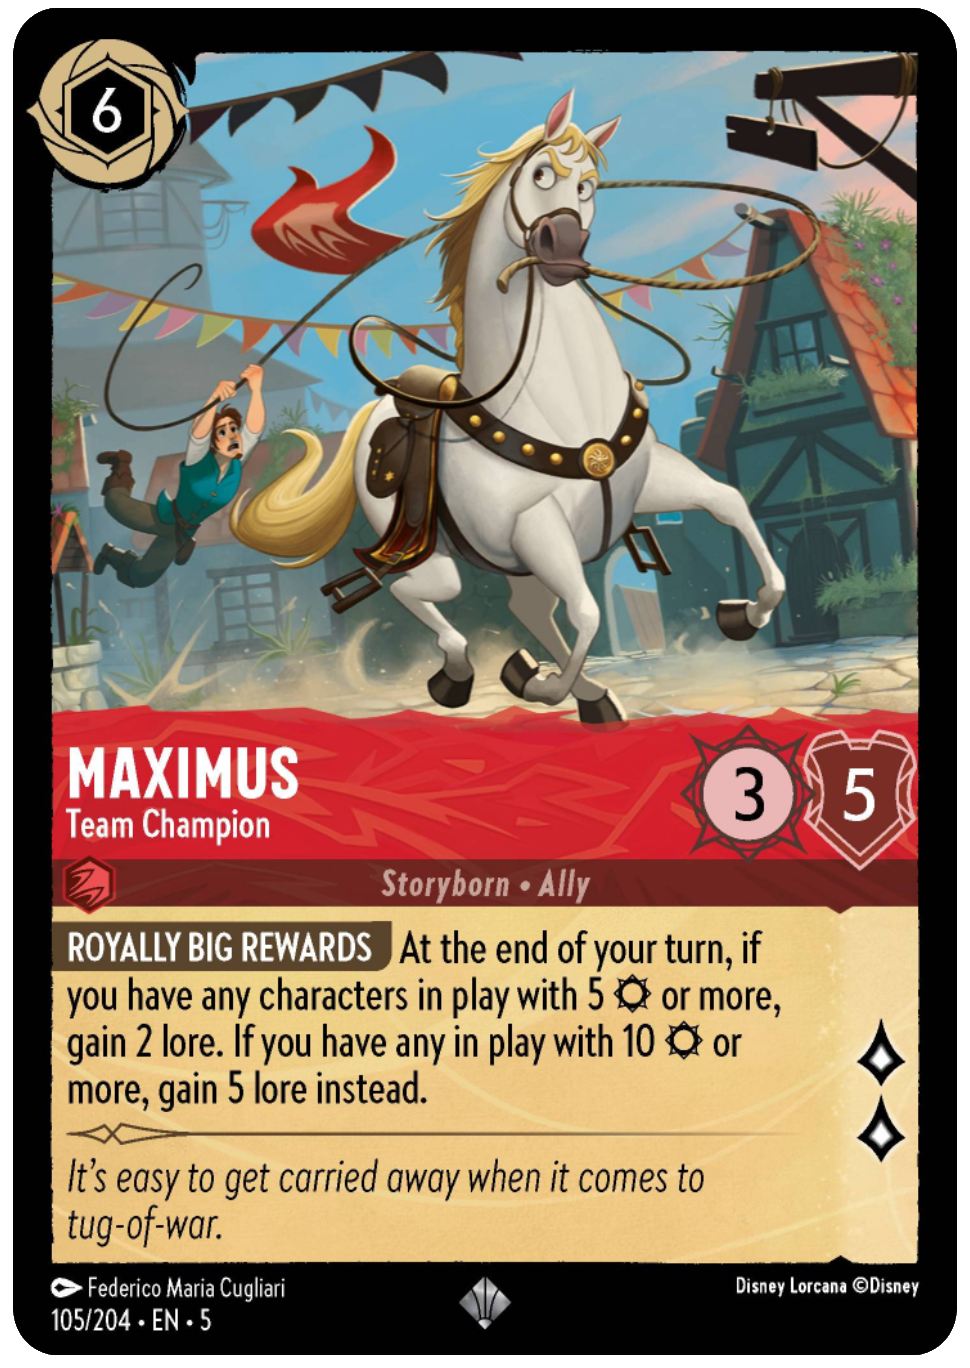 6
MAXIMUS
Team Champion
3
5
Storyborn • Ally
ROYALLY BIG REWARDS At the end of your turn, if
you have any characters in play with 5 or more,
gain 2 lore. If you have any in play with 10 or
more, gain 5 lore instead.
It's easy to get carried away when it comes to
tug-of-war.
Federico Maria Cugliari
105/204 • EN • 5
Disney Lorcana ©Disney